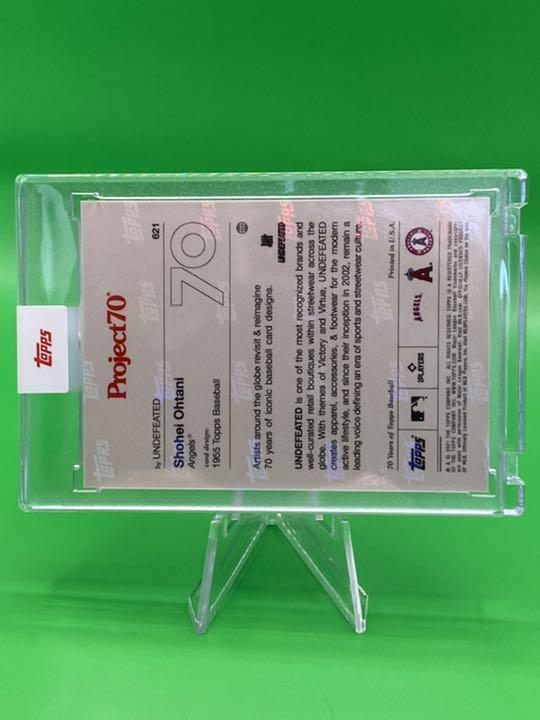 TOPPS
Project70®
by UNDEFEATED
621
Shohei Ohtani
Angels®
70
card design:
1955 Topps Baseball
Artists around the globe revisit & reimagine
70 years of iconic baseball card designs.
UNDEFEATED
UNDEFEATED is one of the most recognized brands and
well-curated retail boutiques within streetwear across the
globe. With themes of Victory and Virtue, UNDEFEATED
creates apparel, accessories, & footwear for the modern
active lifestyle, and since their inception in 2002, remain a
leading voice defining an era of sports and streetwear culture.
70 Years of Topps Baseball
Printed in U.S.A.
TOPPS
PLAYERS
ANGELS
A